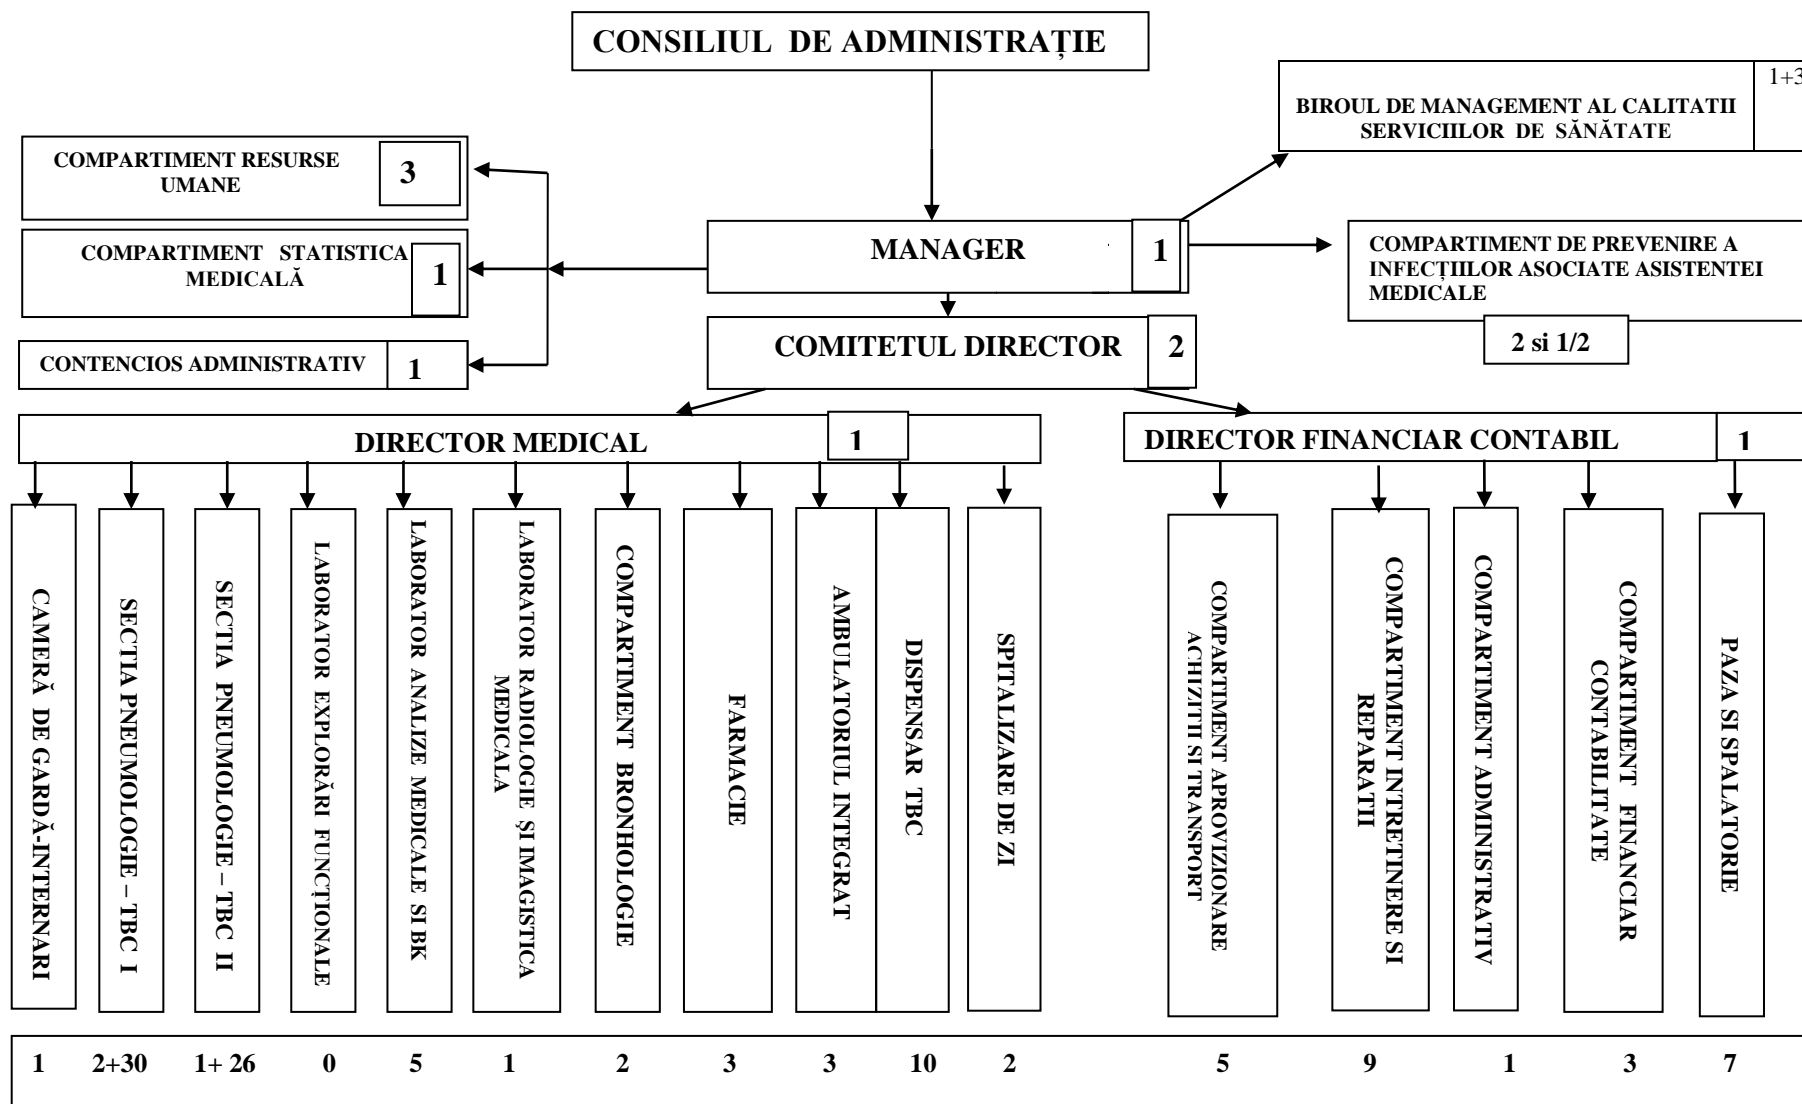 CONSILIUL DE ADMINISTRAȚIE
1+3
BIROUL DE MANAGEMENT AL CALITATII
SERVICIILOR DE SĂNĂTATE
COMPARTIMENT RESURSE
UMANE
3
COMPARTIMENT STATISTICA
MEDICALĂ
1
CONTENCIOS ADMINISTRATIV
1
MANAGER
1
COMPARTIMENT DE PREVENIRE A
INFECȚIILOR ASOCIATE ASISTENTEI
MEDICALE
2 si 1/2
COMITETUL DIRECTOR
2
DIRECTOR MEDICAL
1
DIRECTOR FINANCIAR CONTABIL
1
CAMERĂ DE GARDĂ-INTERNARI
SECȚIA PNEUMOLOGIE – TBC I
SECTIA PNEUMOLOGIE – TBC II
LABORATOR EXPLORĂRI FUNCȚIONALE
LABORATOR ANALIZE MEDICALE SI BK
LABORATOR RADIOLOGIE ȘI IMAGISTICA
MEDICALA
COMPARTIMENT BRONHOLOGIE
FARMACIE
AMBULATORIUL INTEGRAT
DISPENSAR TBC
SPITALIZARE DE ZI
COMPARTIMENT APROVIZIONARE
ACHIZITII SI TRANSPORT
COMPARTIMENT INTRETINERE SI
REPARATII
COMPARTIMENT ADMINISTRATIV
COMPARTIMENT FINANCIAR
CONTABILITATE
PAZA SI SPALATORIE
1 2+30 1+ 26 0 5 1 2 3 3 10 2 5 9 1 3 7